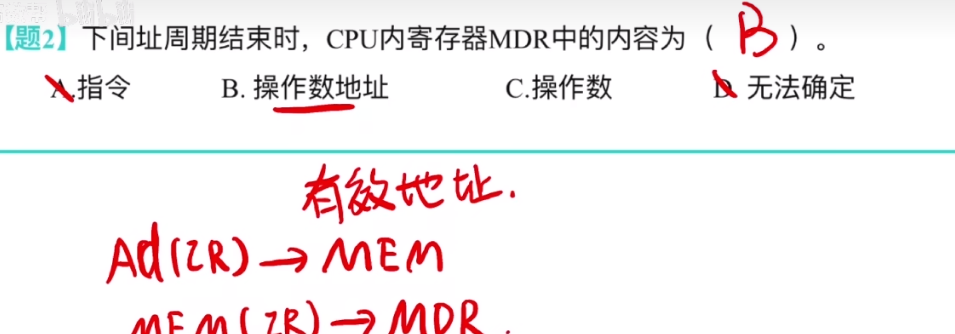 【题2】下间址周期结束时，CPU内寄存器MDR中的内容为（ B ）。
A.指令 B. 操作数地址 C.操作数 D. 无法确定
有效地址.
Ad(IR)→MEM
MEM(IR)→MDR.